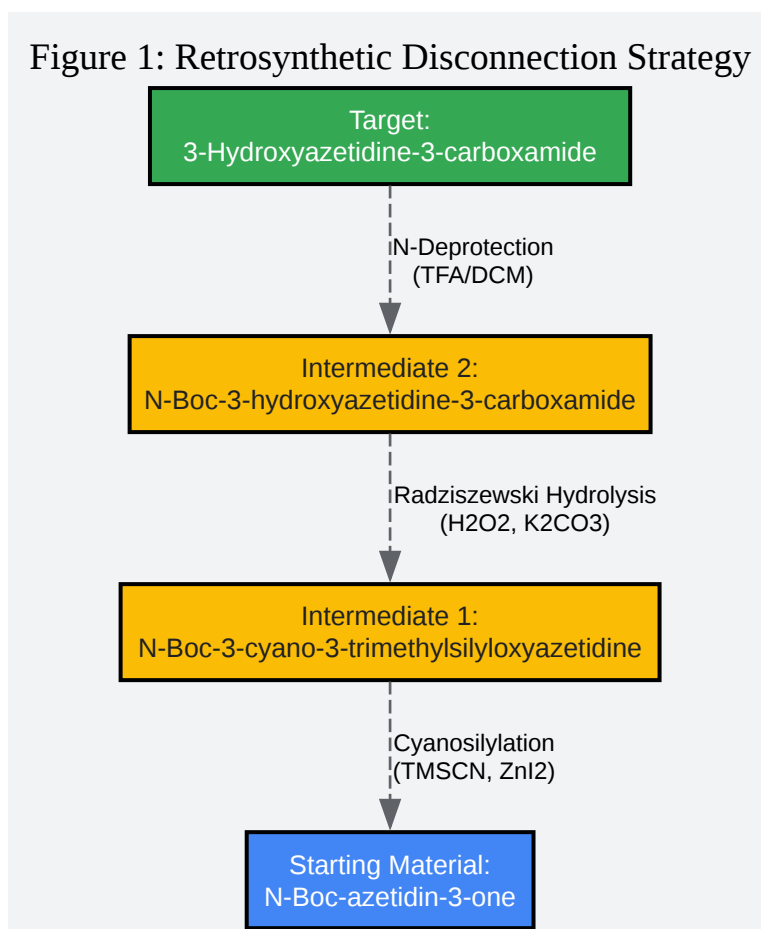 Figure 1: Retrosynthetic Disconnection Strategy
Target:
3-Hydroxyazetidine-3-carboxamide
N-Deprotection
(TFA/DCM)
Intermediate 2:
N-Boc-3-hydroxyazetidine-3-carboxamide
Radziszewski Hydrolysis
(H2O2, K2CO3)
Intermediate 1:
N-Boc-3-cyano-3-trimethylsilyloxyazetidine
Cyanosilylation
(TMSCN, ZnI2)
Starting Material:
N-Boc-azetidin-3-one